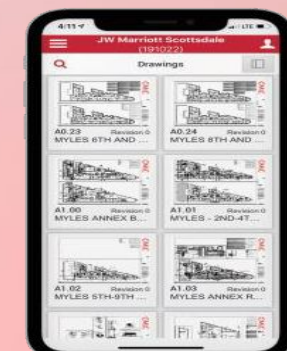 4:11
LTE
JW Marriott Scottsdale
(191022)
Drawings
A0.23 Revision 0
MYLES 6TH AND ...
A0.24 Revision 0
MYLES 8TH AND ...
A1.00 Revision 0
MYLES ANNEX B...
A1.01 Revision 0
MYLES - 2ND-4T...
A1.02 Revision 0
MYLES 5TH-9TH ...
A1.03 Revision 0
MYLES ANNEX R...